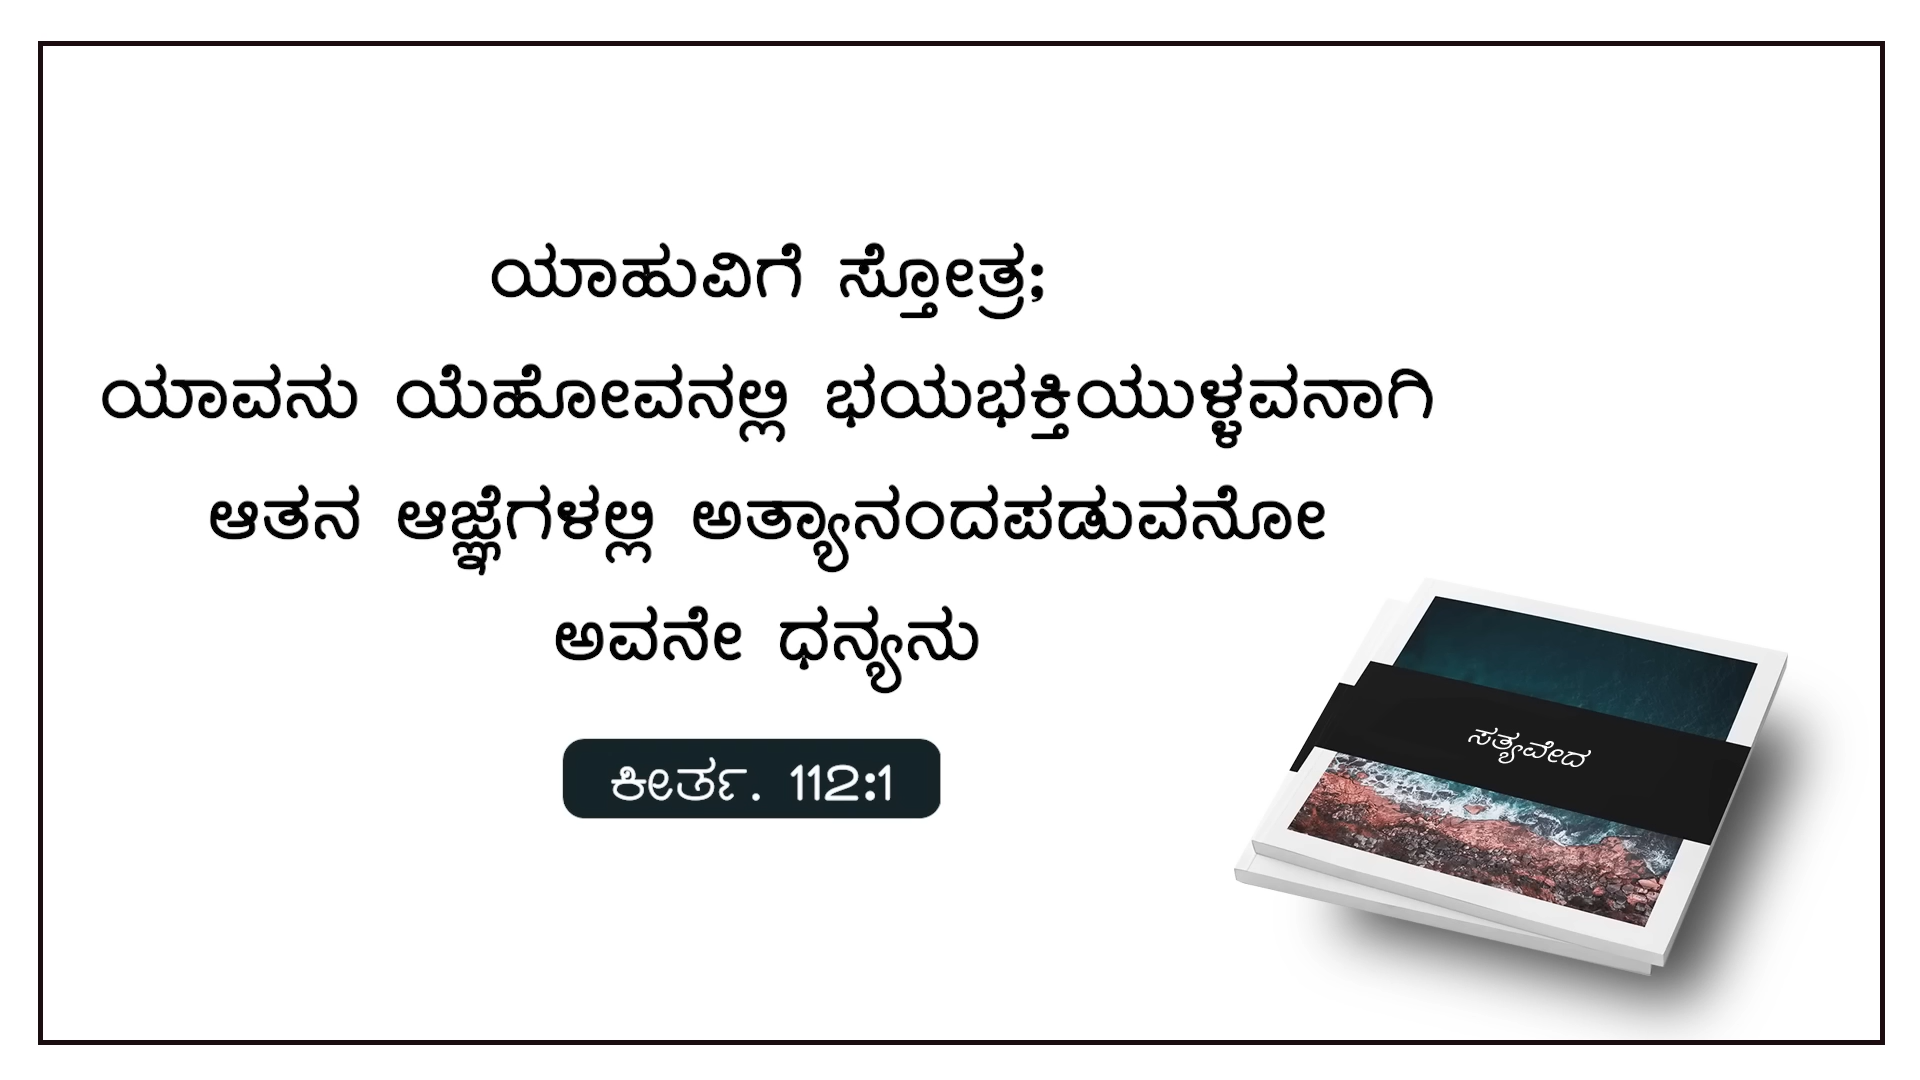 ಯಾಹುವಿಗೆ ಸ್ತೋತ್ರ;
ಯಾವನು ಯೆಹೋವನಲ್ಲಿ ಭಯಭಕ್ತಿಯುಳ್ಳವನಾಗಿ
ಆತನ ಆಜ್ಞೆಗಳಲ್ಲಿ ಅತ್ಯಾನಂದಪಡುವನೋ
ಅವನೇ ಧನ್ಯನು
ಕೀರ್ತ. 112:1
ಸತ್ಯವೇದ